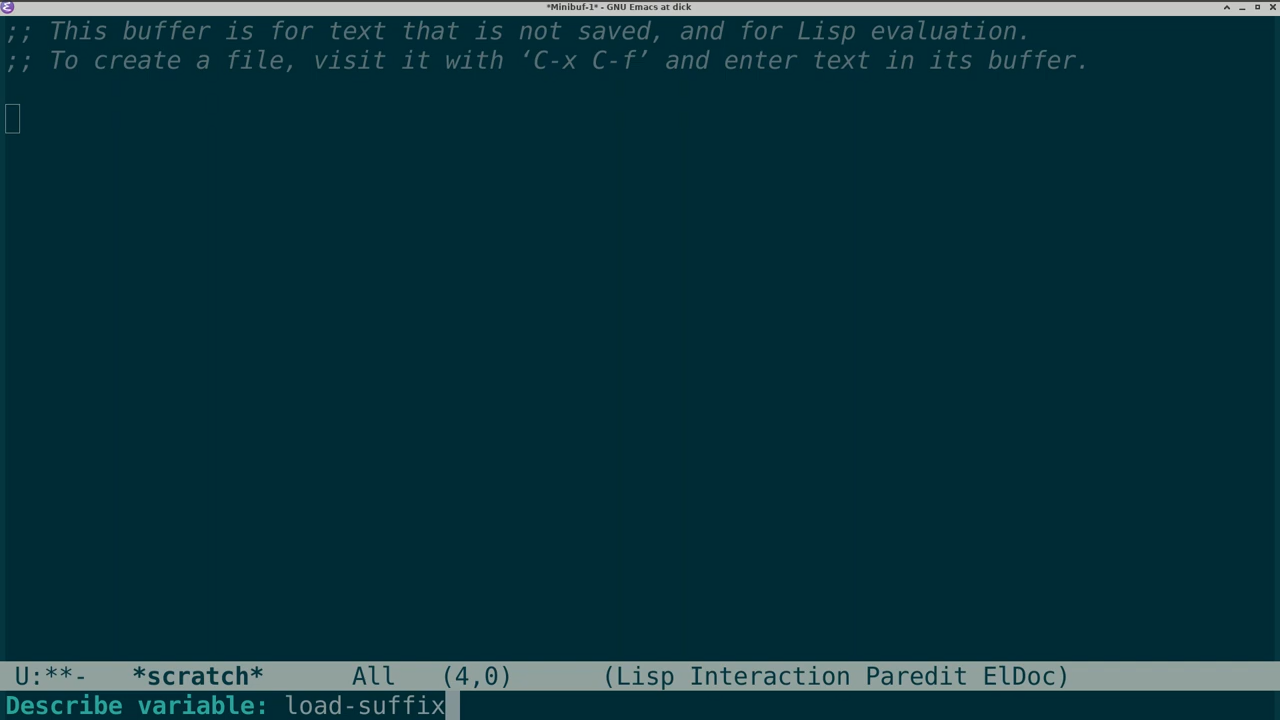 *Minibuf-1* - GNU Emacs at dick
;; This buffer is for text that is not saved, and for Lisp evaluation.
;; To create a file, visit it with ‘C-x C-f’ and enter text in its buffer.
U:**-   *scratch*      All   (4,0)      (Lisp Interaction Paredit ElDoc)
Describe variable: load-suffix